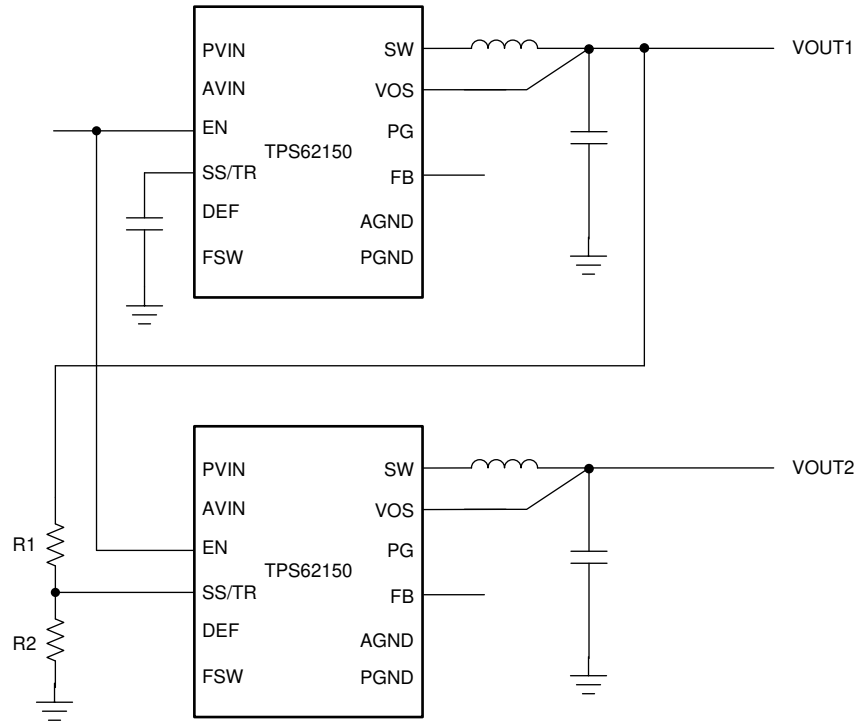 PVIN SW VOUT1
AVIN VOS
EN PG
TPS62150
SS/TR FB
DEF AGND
FSW PGND
PVIN SW VOUT2
AVIN VOS
R1 EN PG
TPS62150
SS/TR FB
R2 DEF AGND
FSW PGND